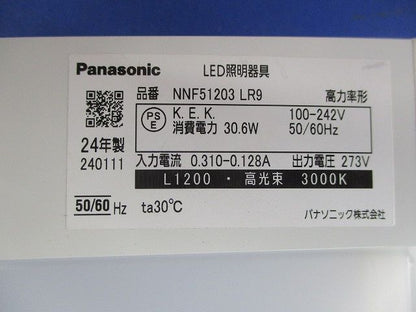 Panasonic LED照明器具
品番 NNF51203 LR9 高力率形
PS E K.E.K. 100-242V
消費電力 30.6W 50/60Hz
24年製
240111 入力電流 0.310-0.128A 出力電圧 273V
L1200・高光束 3000K
50/60 Hz ta30℃ パナソニック株式会社